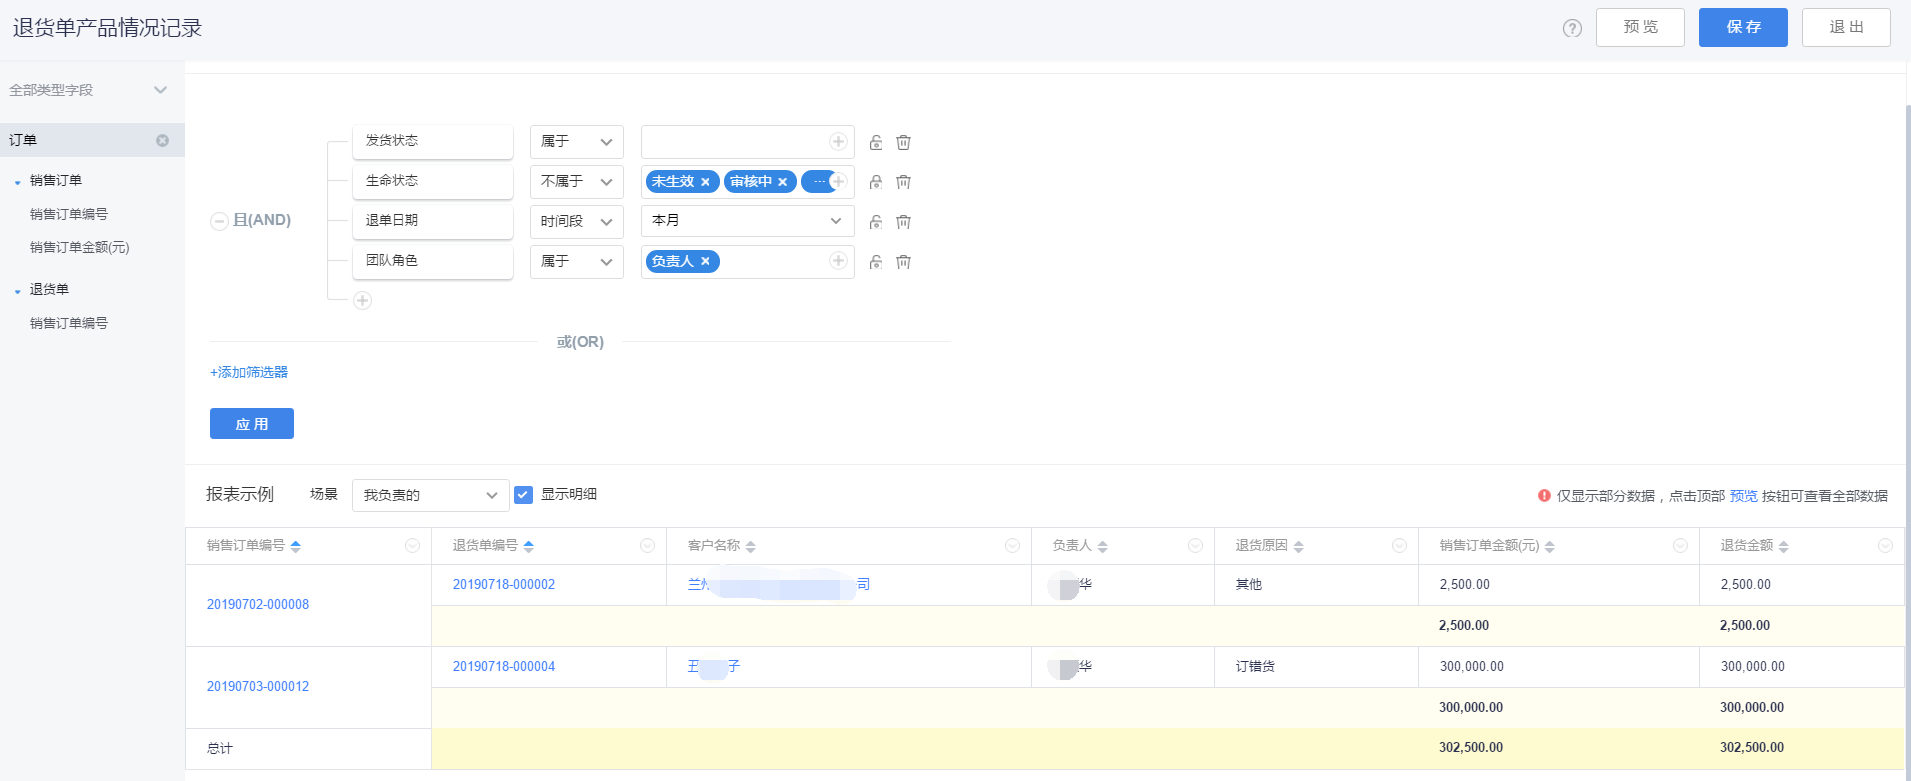 退货单产品情况记录
预览 保存 退出
全部类型字段
订单
销售订单
销售订单编号
销售订单金额(元)
退货单
销售订单编号
发货状态 属于
生命状态 不属于 未生效 审核中 ...
且(AND)
退单日期 时间段 本月
团队角色 属于 负责人
或(OR)
+添加筛选器
应用
报表示例 场景 我负责的 显示明细
仅显示部分数据，点击顶部 预览 按钮可查看全部数据
销售订单编号 退货单编号 客户名称 负责人 退货原因 销售订单金额(元) 退货金额
20190702-000008 20190718-000002 兰 司 华 其他 2,500.00 2,500.00
2,500.00 2,500.00
20190703-000012 20190718-000004 丑 子 华 订错货 300,000.00 300,000.00
300,000.00 300,000.00
总计 302,500.00 302,500.00